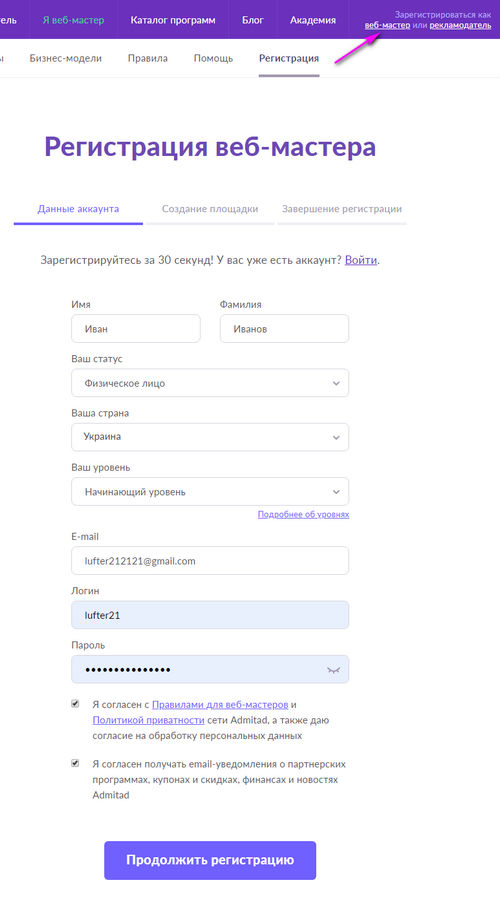 Я веб-мастер Каталог программ Блог Академия
Зарегистрироваться как
веб-мастер или рекламодатель
Бизнес-модели Правила Помощь Регистрация
Регистрация веб-мастера
Данные аккаунта Создание площадки Завершение регистрации
Зарегистрируйтесь за 30 секунд! У вас уже есть аккаунт? Войти.
Имя Фамилия
Иван Иванов
Ваш статус
Физическое лицо
Ваша страна
Украина
Ваш уровень
Начинающий уровень
Подробнее об уровнях
E-mail
lufter212121@gmail.com
Логин
lufter21
Пароль
•••••••••••••••
Я согласен с Правилами для веб-мастеров и
Политикой приватности сети Admitad, а также даю
согласие на обработку персональных данных
Я согласен получать email-уведомления о партнерских
программах, купонах и скидках, финансах и новостях
Admitad
Продолжить регистрацию